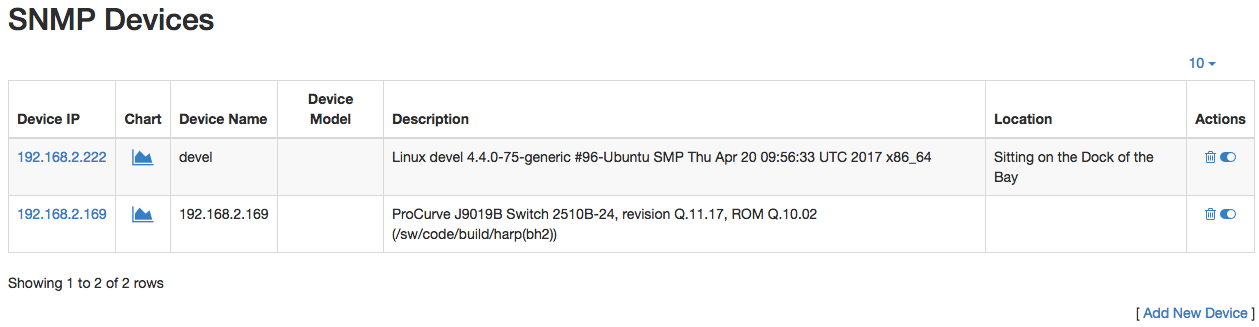 SNMP Devices
10
Device IP Chart Device Name Device Model Description Location Actions
192.168.2.222 devel Linux devel 4.4.0-75-generic #96-Ubuntu SMP Thu Apr 20 09:56:33 UTC 2017 x86_64 Sitting on the Dock of the
Bay
192.168.2.169 192.168.2.169 ProCurve J9019B Switch 2510B-24, revision Q.11.17, ROM Q.10.02
(/sw/code/build/harp(bh2))
Showing 1 to 2 of 2 rows
[ Add New Device ]